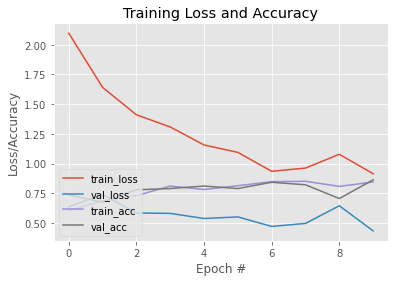 Training Loss and Accuracy
Loss/Accuracy
2.00
1.75
1.50
1.25
1.00
0.75
0.50
train_loss
val_loss
train_acc
val_acc
0 2 4 6 8
Epoch #